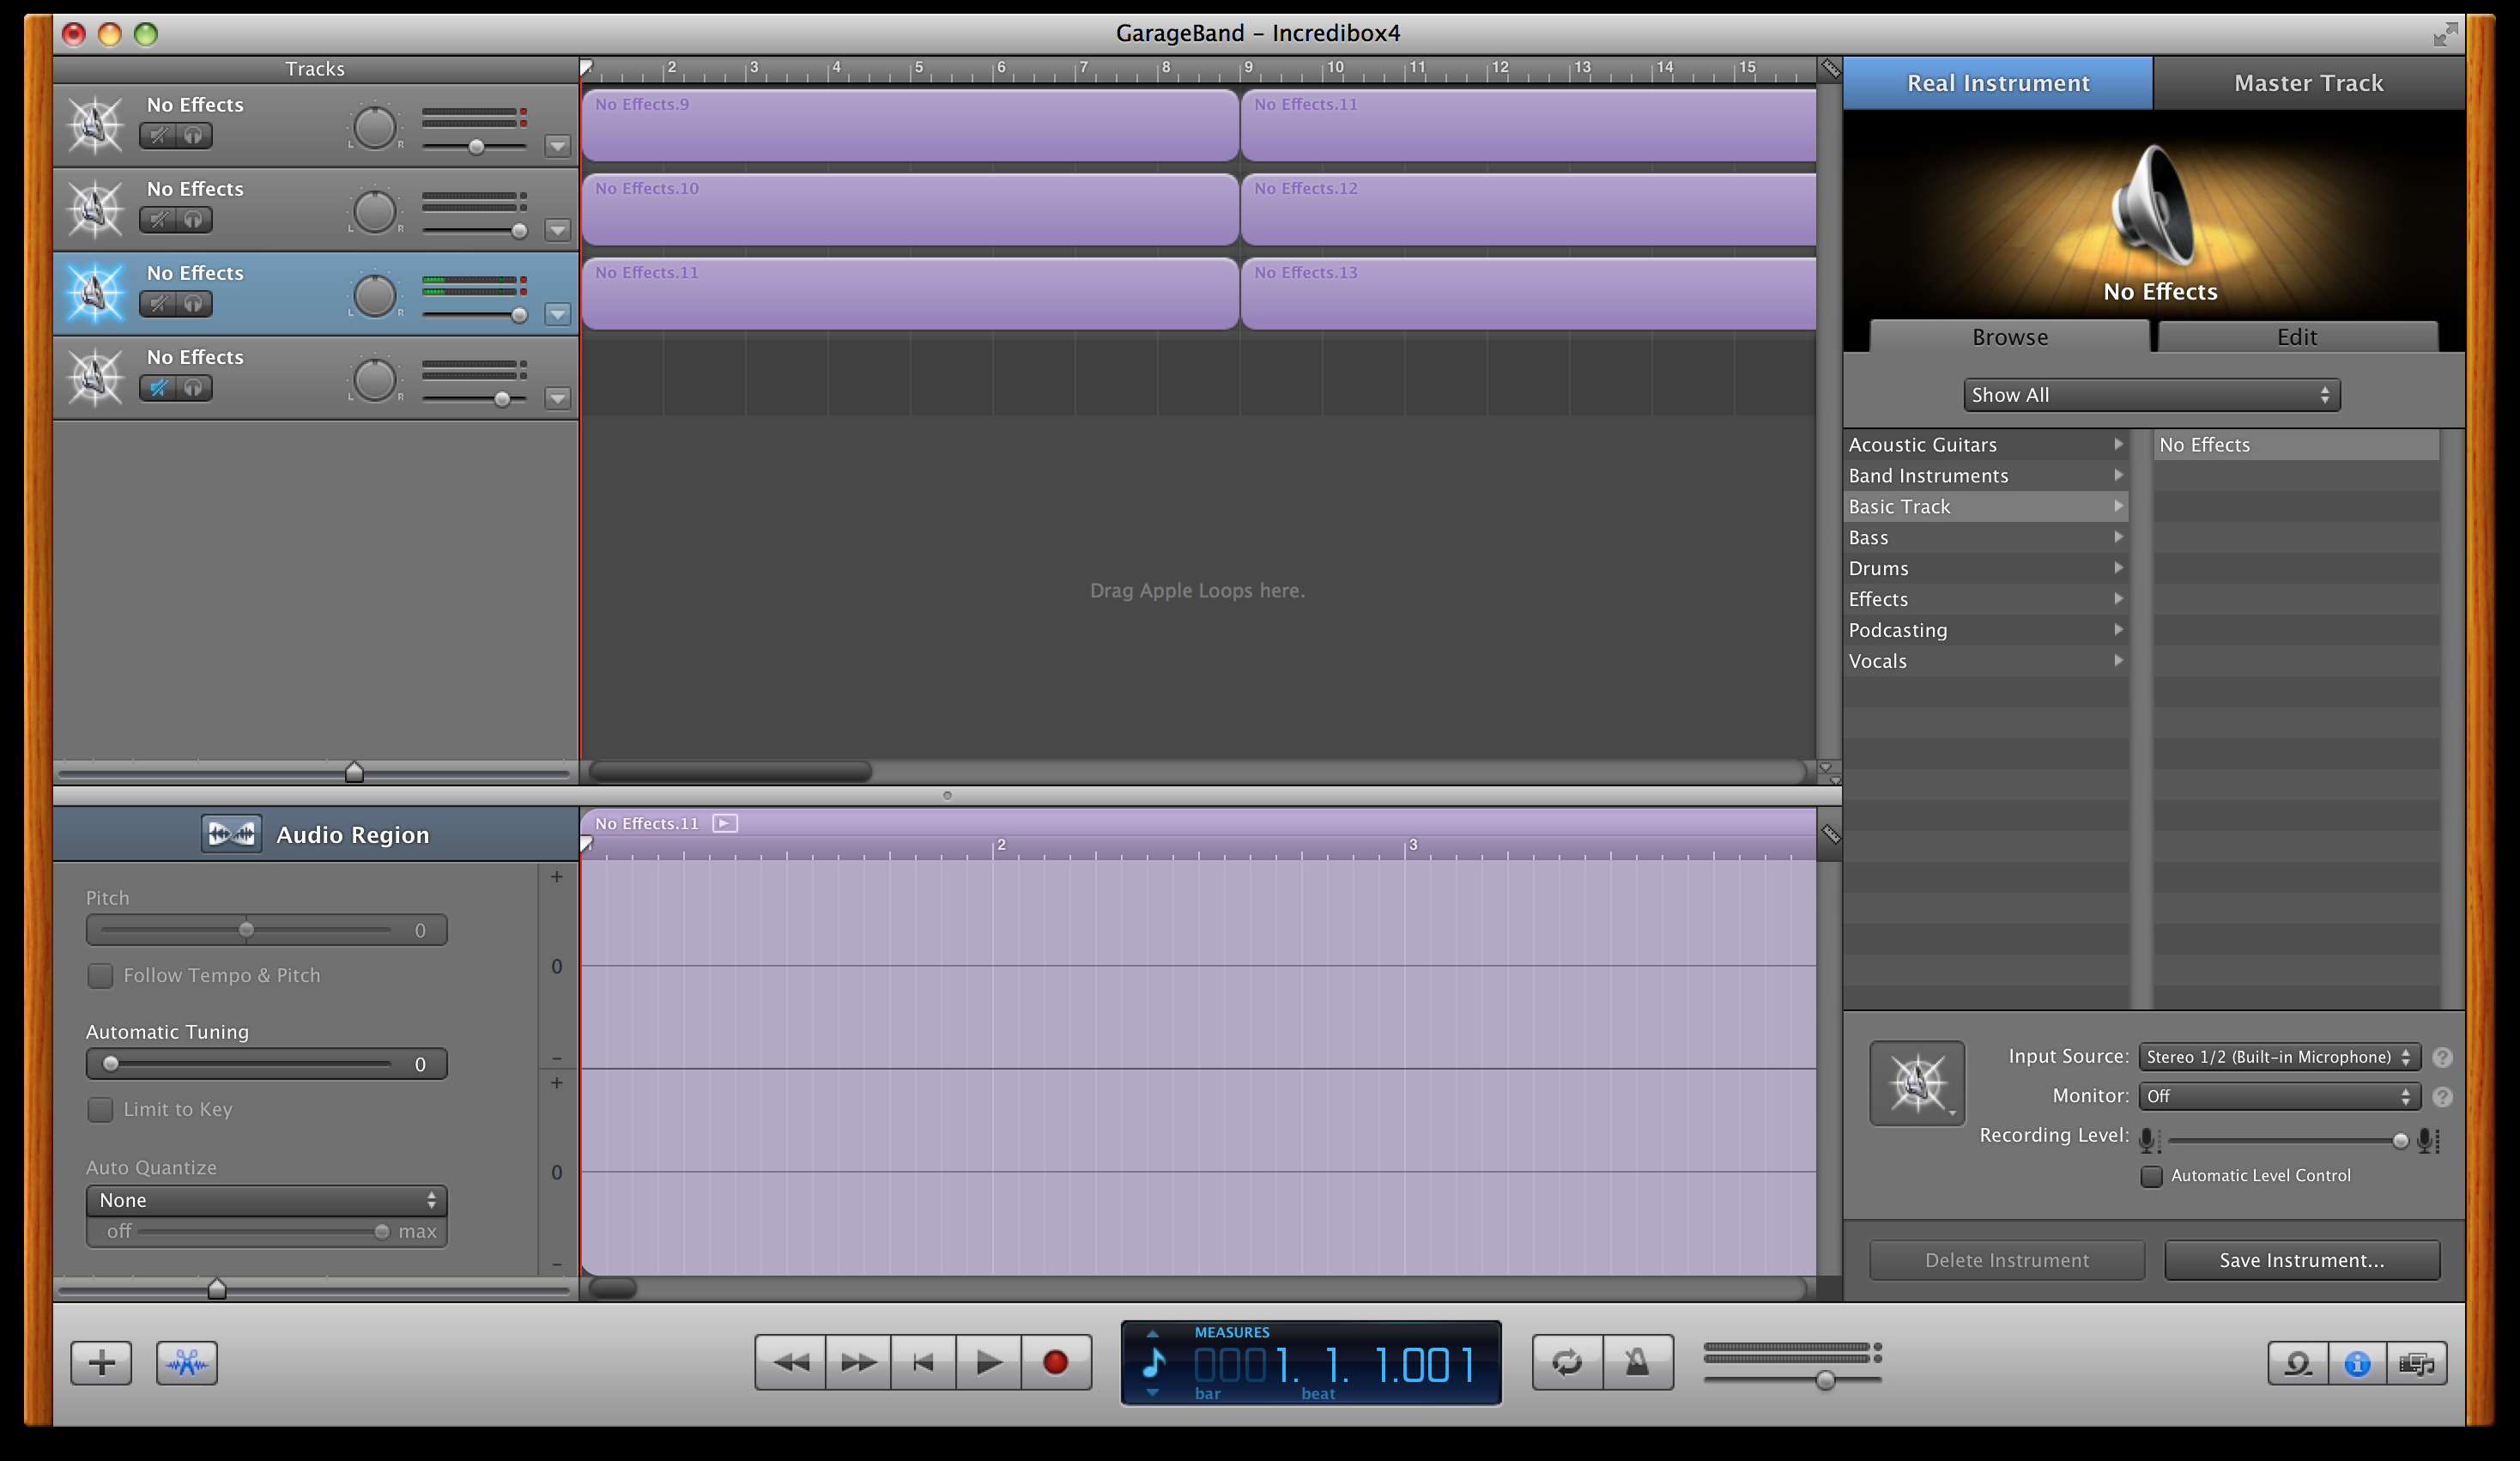 GarageBand – Incredibox4
Tracks
2 3 4 5 6 7 8 9 10 11 12 13 14 15
Real Instrument
Master Track
No Effects
L R
No Effects.9
No Effects.11
No Effects
L R
No Effects.10
No Effects.12
No Effects
L R
No Effects.11
No Effects.13
No Effects
L R
Drag Apple Loops here.
No Effects
Browse
Edit
Show All
Acoustic Guitars
Band Instruments
Basic Track
Bass
Drums
Effects
Podcasting
Vocals
No Effects
Audio Region
No Effects.11
2 3
Pitch
0
Follow Tempo & Pitch
Automatic Tuning
0
Limit to Key
Auto Quantize
None
off max
+
0
–
+
0
–
Input Source: Stereo 1/2 (Built-in Microphone) ?
Monitor: Off ?
Recording Level:
Automatic Level Control
Delete Instrument
Save Instrument...
MEASURES
0001. 1. 1.001
bar beat